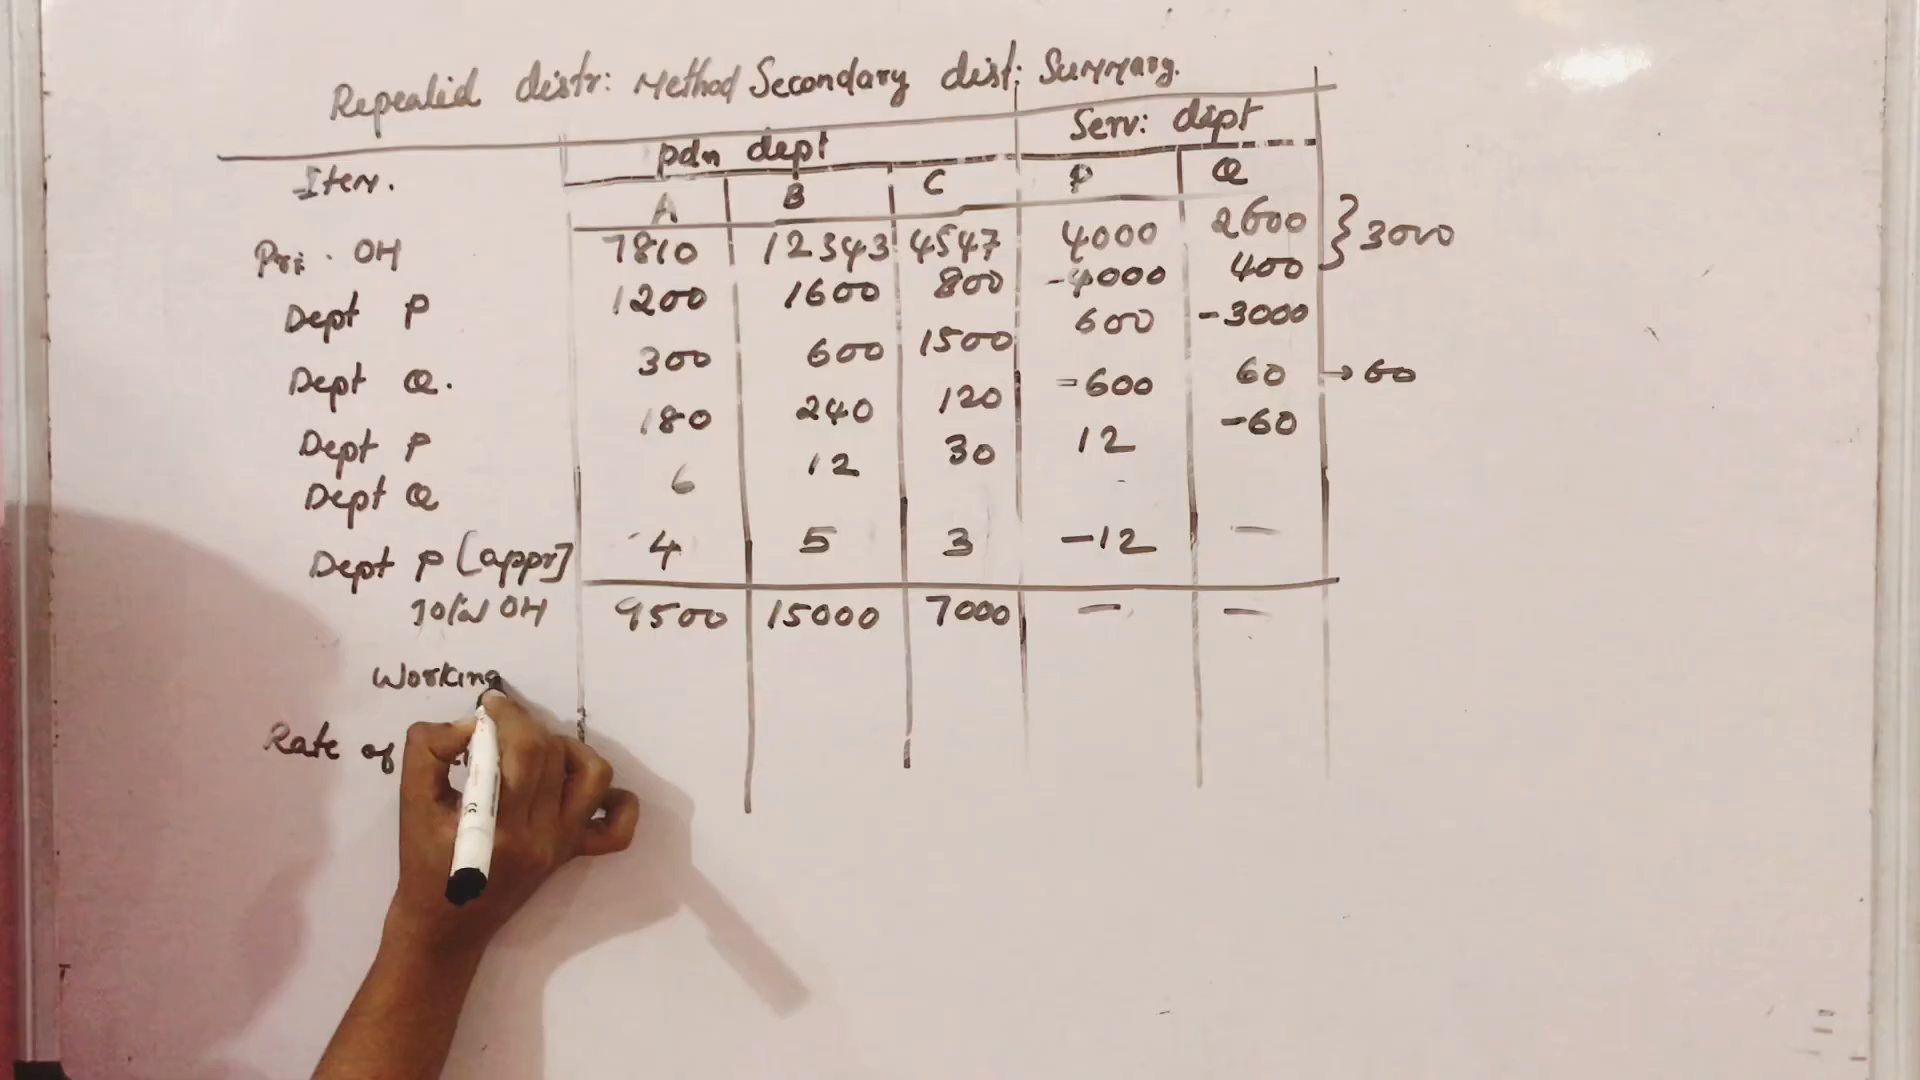 Repealed distr: Method Secondary dist: Summary.
Item. pdn dept Serv: dept
A B C P Q
Pri. OH 7810 12343 4547 4000 2600 } 3000
Dept P 1200 1600 800 -4000 400
Dept Q. 300 600 1500 600 -3000
Dept P 180 240 120 -600 60 → 60
Dept Q 6 12 30 12 -60
Dept P [appr] 4 5 3 -12 —
Total OH 9500 15000 7000 — —
Working
Rate of